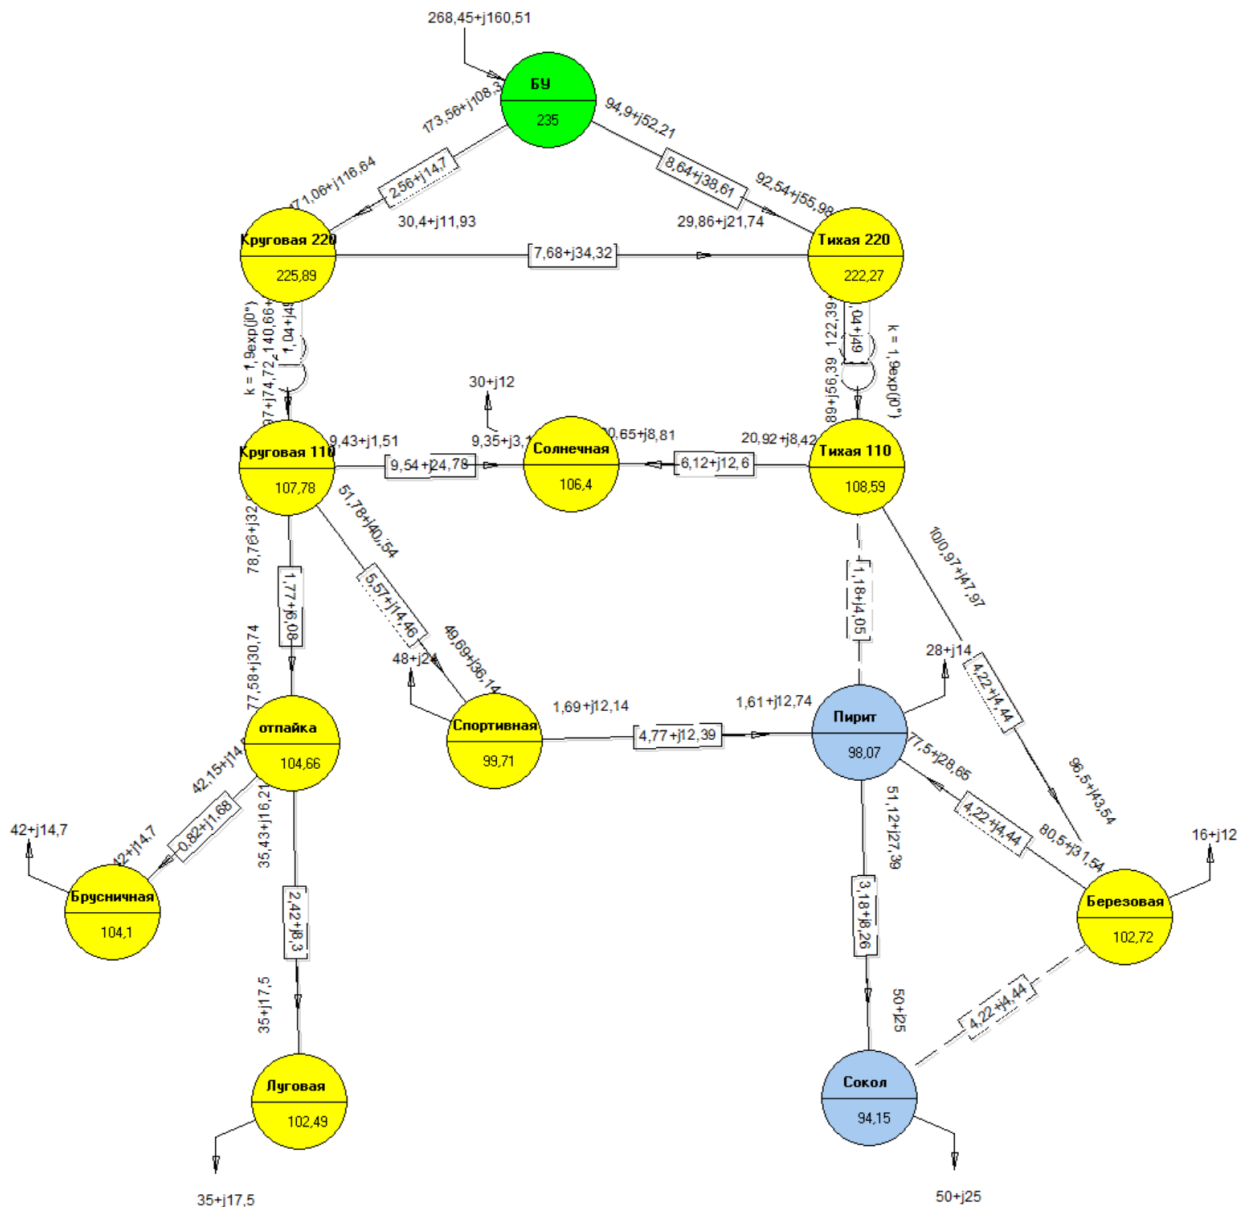 268,45+j160,51
БУ
235
173,56+j108,3
94,9+j52,21
2,56+j14,7
8,64+j38,61
71,06+j116,64
92,54+j55,98
30,4+j11,93
29,86+j21,74
Круговая 220
225,89
7,68+j34,32
Тихая 220
222,27
k = 1,9exp(j0°)
97+j74,72
140,66+
1,04+j49
89+j56,39
122,39+
,04+j49
k = 1,9exp(j0°)
30+j12
Круговая 110
107,78
9,43+j1,51
9,54+j24,78
9,35+j3,1
Солнечная
106,4
0,65+j8,81
6,12+j12,6
20,92+j8,42
Тихая 110
108,59
78,76+j32,
51,78+j40,54
1,77+j6,08
5,57+j14,46
49,69+j36,14
1,18+j4,05
100,97+j47,97
77,58+j30,74
48+j24
28+j14
4,22+j4,44
отпайка
104,66
Спортивная
99,71
1,69+j12,14
4,77+j12,39
1,61+j12,74
Пирит
98,07
77,5+j28,65
96,5+j43,54
42,15+j14,
0,82+j1,68
42+j14,7
35,43+j16,21
51,12+j27,39
4,22+j4,44
80,5+j31,54
42+j14,7
16+j12
Брусничная
104,1
2,42+j8,3
3,18+j8,26
Березовая
102,72
35+j17,5
50+j25
4,22+j4,44
Луговая
102,49
Сокол
94,15
35+j17,5
50+j25